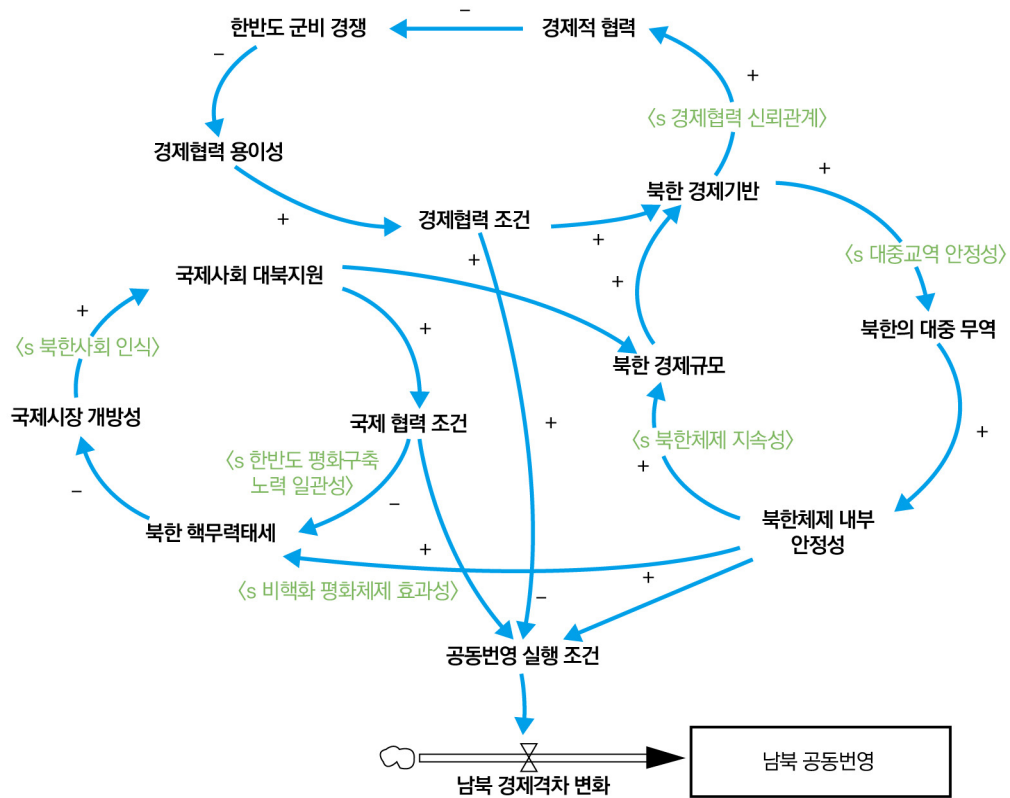 −
한반도 군비 경쟁
경제적 협력
−
+
〈s 경제협력 신뢰관계〉
경제협력 용이성
+
북한 경제기반
+
경제협력 조건
+
+
〈s 대중교역 안정성〉
국제사회 대북지원
+
+
+
북한의 대중 무역
〈s 북한사회 인식〉
북한 경제규모
국제시장 개방성
국제 협력 조건
+
〈s 북한체제 지속성〉
+
〈s 한반도 평화구축
노력 일관성〉
+
−
−
북한체제 내부
안정성
북한 핵무력태세
+
+
〈s 비핵화 평화체제 효과성〉
−
공동번영 실행 조건
남북 공동번영
남북 경제격차 변화